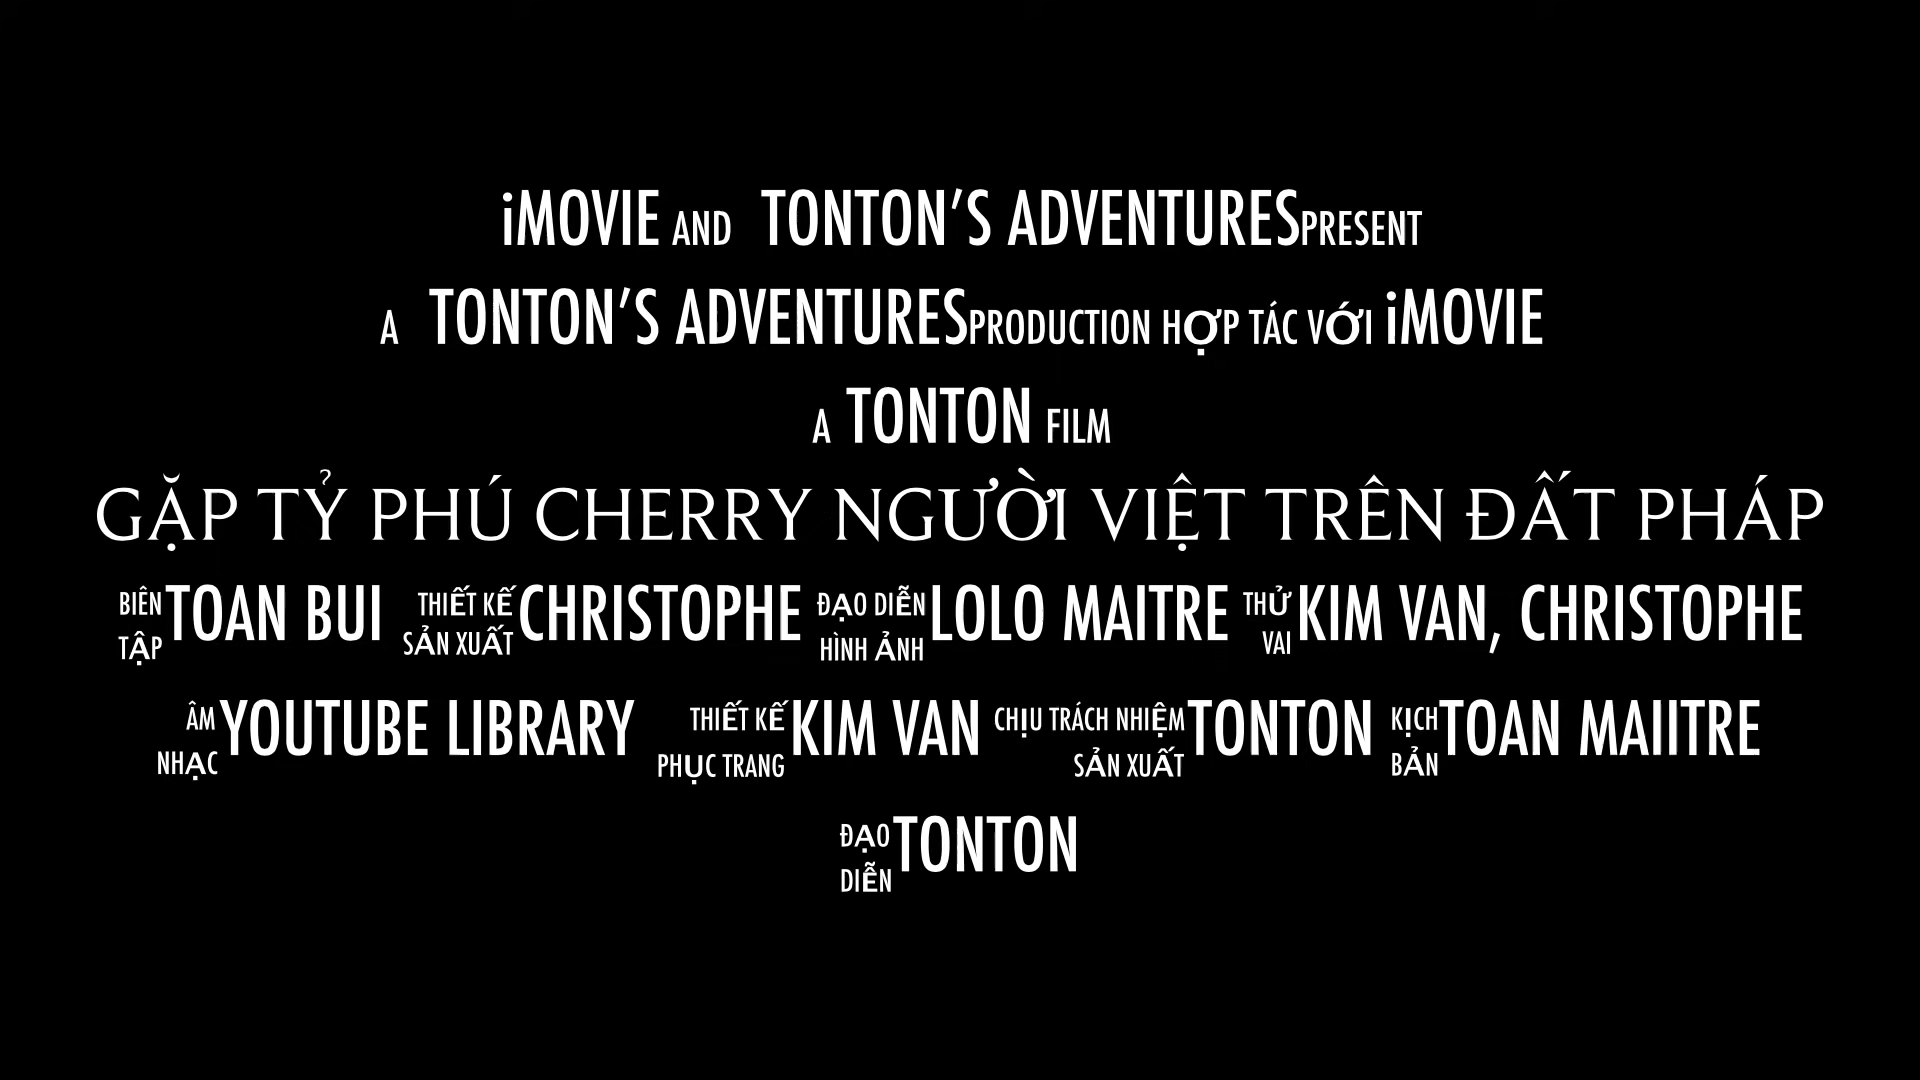 iMOVIE AND TONTON'S ADVENTURES PRESENT
A TONTON'S ADVENTURES PRODUCTION HỢP TÁC VỚI iMOVIE
A TONTON FILM
GẶP TỶ PHÚ CHERRY NGƯỜI VIỆT TRÊN ĐẤT PHÁP
BIÊN TẬP TOAN BUI THIẾT KẾ SẢN XUẤT CHRISTOPHE ĐẠO DIỄN HÌNH ẢNH LOLO MAITRE THỬ VAI KIM VAN, CHRISTOPHE
ÂM NHẠC YOUTUBE LIBRARY THIẾT KẾ PHỤC TRANG KIM VAN CHỊU TRÁCH NHIỆM SẢN XUẤT TONTON KỊCH BẢN TOAN MAIITRE
ĐẠO DIỄN TONTON